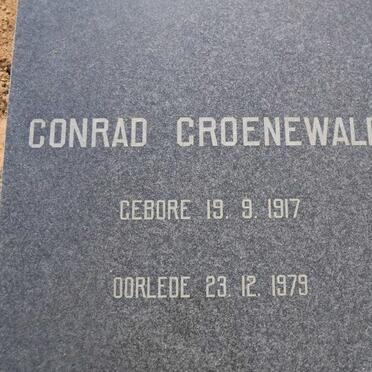 CONRAD GROENEWALD
GEBORE 19. 9. 1917
OORLEDE 23. 12. 1979